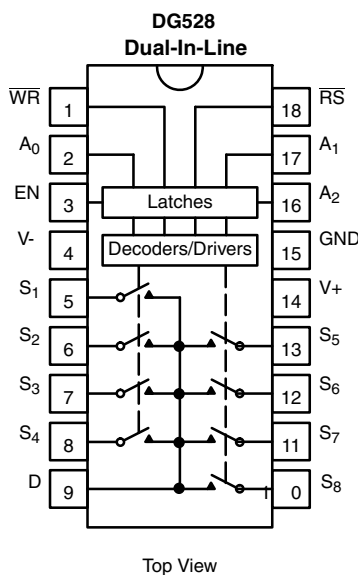 DG528
Dual-In-Line
WR 1 18 RS
A0 2 17 A1
EN 3 Latches 16 A2
V- 4 Decoders/Drivers 15 GND
S1 5 14 V+
S2 6 13 S5
S3 7 12 S6
S4 8 11 S7
D 9 10 S8
Top View